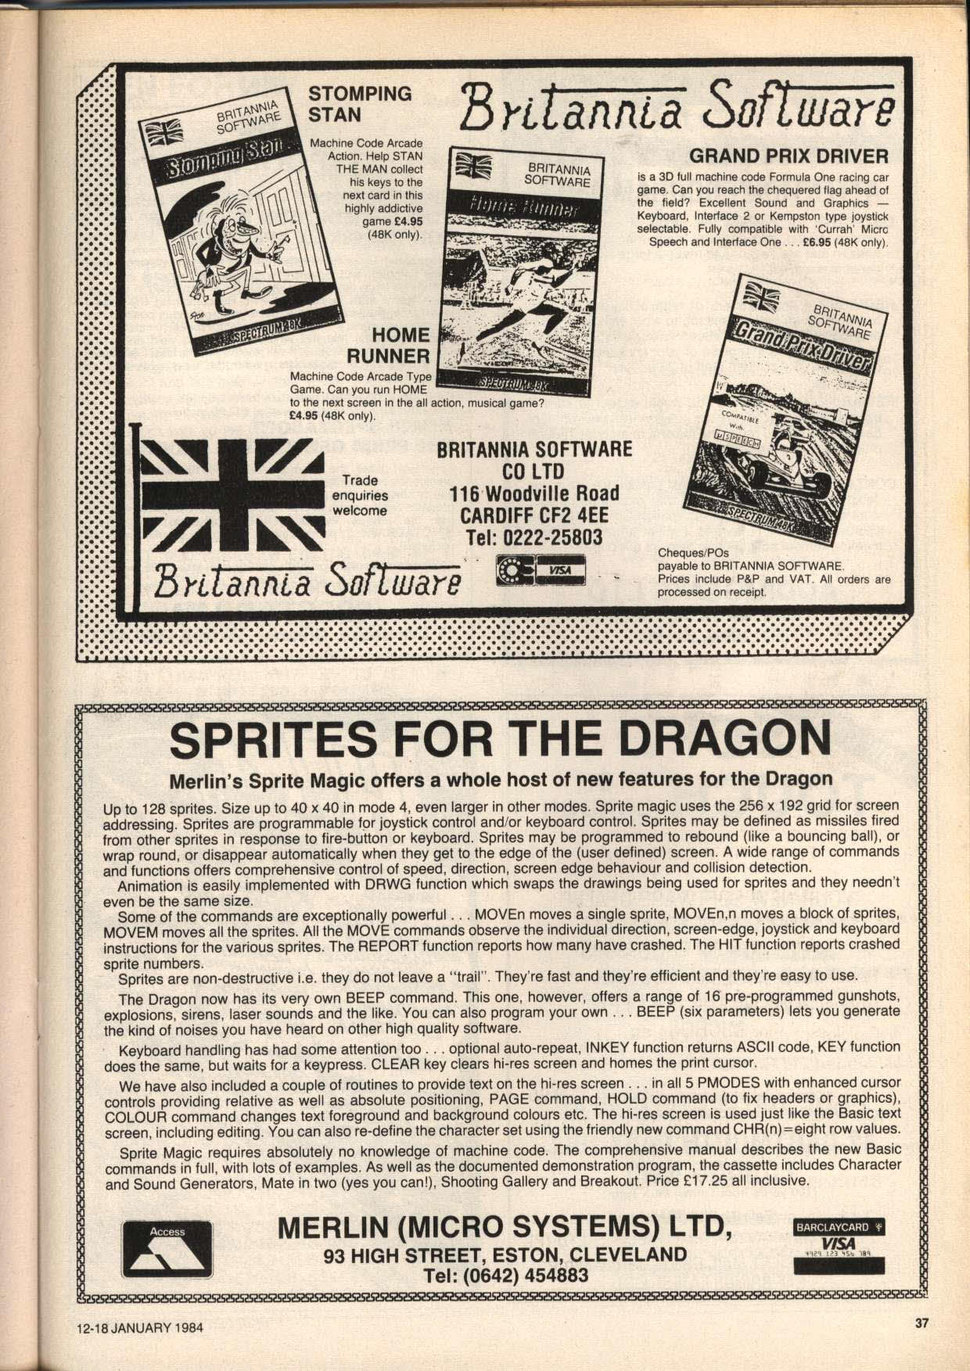 Britannia Software
STOMPING
STAN
Machine Code Arcade
Action. Help STAN
THE MAN collect
his keys to the
next card in this
highly addictive
game £4.95
(48K only).
BRITANNIA
SOFTWARE
Stomping Stan
SPECTRUM 48K
HOME
RUNNER
Machine Code Arcade Type
Game. Can you run HOME
to the next screen in the all action, musical game?
£4.95 (48K only).
BRITANNIA
SOFTWARE
Home Runner
SPECTRUM 48K
GRAND PRIX DRIVER
is a 3D full machine code Formula One racing car
game. Can you reach the chequered flag ahead of
the field? Excellent Sound and Graphics —
Keyboard, Interface 2 or Kempston type joystick
selectable. Fully compatible with 'Currah' Micro
Speech and Interface One . . . £6.95 (48K only).
BRITANNIA
SOFTWARE
Grand Prix Driver
COMPATIBLE
With
µSPEECH
SPECTRUM 48K
Trade
enquiries
welcome
Britannia Software
BRITANNIA SOFTWARE
CO LTD
116 Woodville Road
CARDIFF CF2 4EE
Tel: 0222-25803
VISA
Cheques/POs
payable to BRITANNIA SOFTWARE.
Prices include P&P and VAT. All orders are
processed on receipt.
SPRITES FOR THE DRAGON
Merlin's Sprite Magic offers a whole host of new features for the Dragon
Up to 128 sprites. Size up to 40 x 40 in mode 4, even larger in other modes. Sprite magic uses the 256 x 192 grid for screen
addressing. Sprites are programmable for joystick control and/or keyboard control. Sprites may be defined as missiles fired
from other sprites in response to fire-button or keyboard. Sprites may be programmed to rebound (like a bouncing ball), or
wrap round, or disappear automatically when they get to the edge of the (user defined) screen. A wide range of commands
and functions offers comprehensive control of speed, direction, screen edge behaviour and collision detection.
Animation is easily implemented with DRWG function which swaps the drawings being used for sprites and they needn't
even be the same size.
Some of the commands are exceptionally powerful . . . MOVEn moves a single sprite, MOVEn,n moves a block of sprites,
MOVEM moves all the sprites. All the MOVE commands observe the individual direction, screen-edge, joystick and keyboard
instructions for the various sprites. The REPORT function reports how many have crashed. The HIT function reports crashed
sprite numbers.
Sprites are non-destructive i.e. they do not leave a "trail". They're fast and they're efficient and they're easy to use.
The Dragon now has its very own BEEP command. This one, however, offers a range of 16 pre-programmed gunshots,
explosions, sirens, laser sounds and the like. You can also program your own . . . BEEP (six parameters) lets you generate
the kind of noises you have heard on other high quality software.
Keyboard handling has had some attention too . . . optional auto-repeat, INKEY function returns ASCII code, KEY function
does the same, but waits for a keypress. CLEAR key clears hi-res screen and homes the print cursor.
We have also included a couple of routines to provide text on the hi-res screen . . . in all 5 PMODES with enhanced cursor
controls providing relative as well as absolute positioning, PAGE command, HOLD command (to fix headers or graphics),
COLOUR command changes text foreground and background colours etc. The hi-res screen is used just like the Basic text
screen, including editing. You can also re-define the character set using the friendly new command CHR(n)=eight row values.
Sprite Magic requires absolutely no knowledge of machine code. The comprehensive manual describes the new Basic
commands in full, with lots of examples. As well as the documented demonstration program, the cassette includes Character
and Sound Generators, Mate in two (yes you can!), Shooting Gallery and Breakout. Price £17.25 all inclusive.
Access
MERLIN (MICRO SYSTEMS) LTD,
93 HIGH STREET, ESTON, CLEVELAND
Tel: (0642) 454883
BARCLAYCARD
VISA
4929 123 456 789
12-18 JANUARY 1984
37